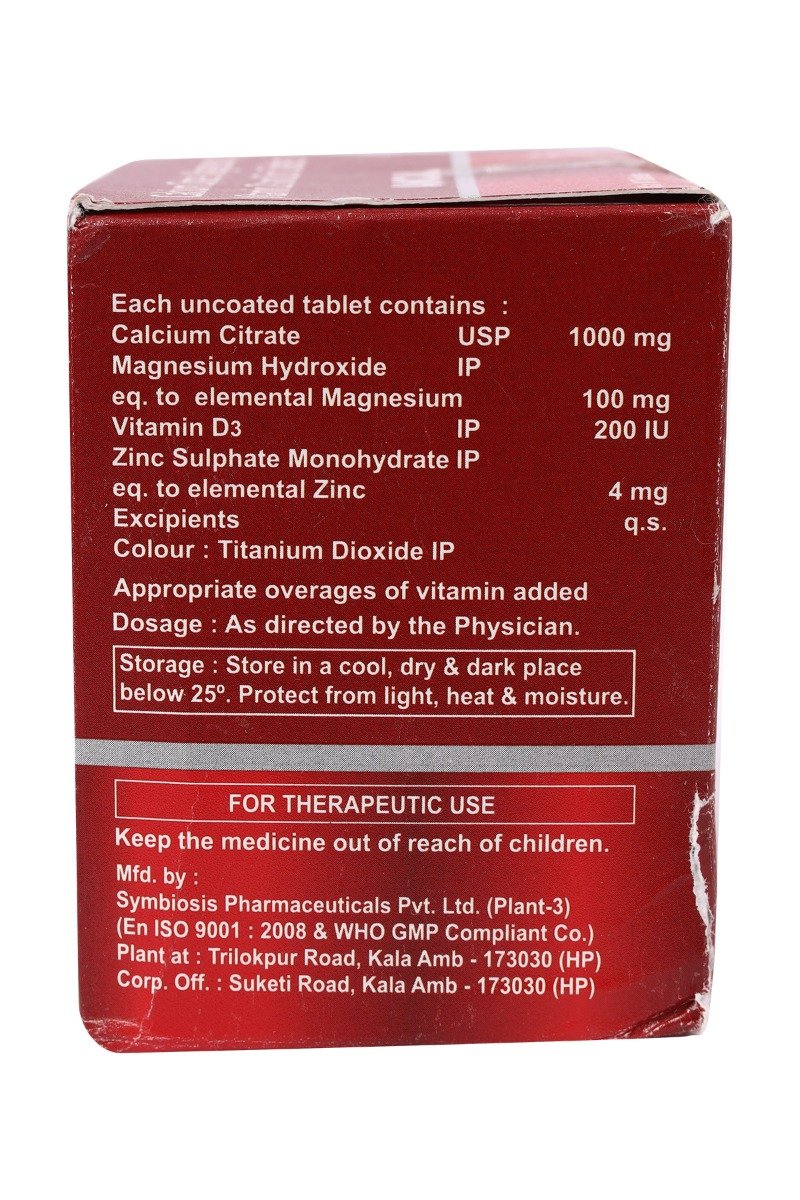 Each uncoated tablet contains :
Calcium Citrate USP 1000 mg
Magnesium Hydroxide IP
eq. to elemental Magnesium 100 mg
Vitamin D3 IP 200 IU
Zinc Sulphate Monohydrate IP
eq. to elemental Zinc 4 mg
Excipients q.s.
Colour : Titanium Dioxide IP
Appropriate overages of vitamin added
Dosage : As directed by the Physician.
Storage : Store in a cool, dry & dark place
below 25º. Protect from light, heat & moisture.
FOR THERAPEUTIC USE
Keep the medicine out of reach of children.
Mfd. by :
Symbiosis Pharmaceuticals Pvt. Ltd. (Plant-3)
(En ISO 9001 : 2008 & WHO GMP Compliant Co.)
Plant at : Trilokpur Road, Kala Amb - 173030 (HP)
Corp. Off. : Suketi Road, Kala Amb - 173030 (HP)